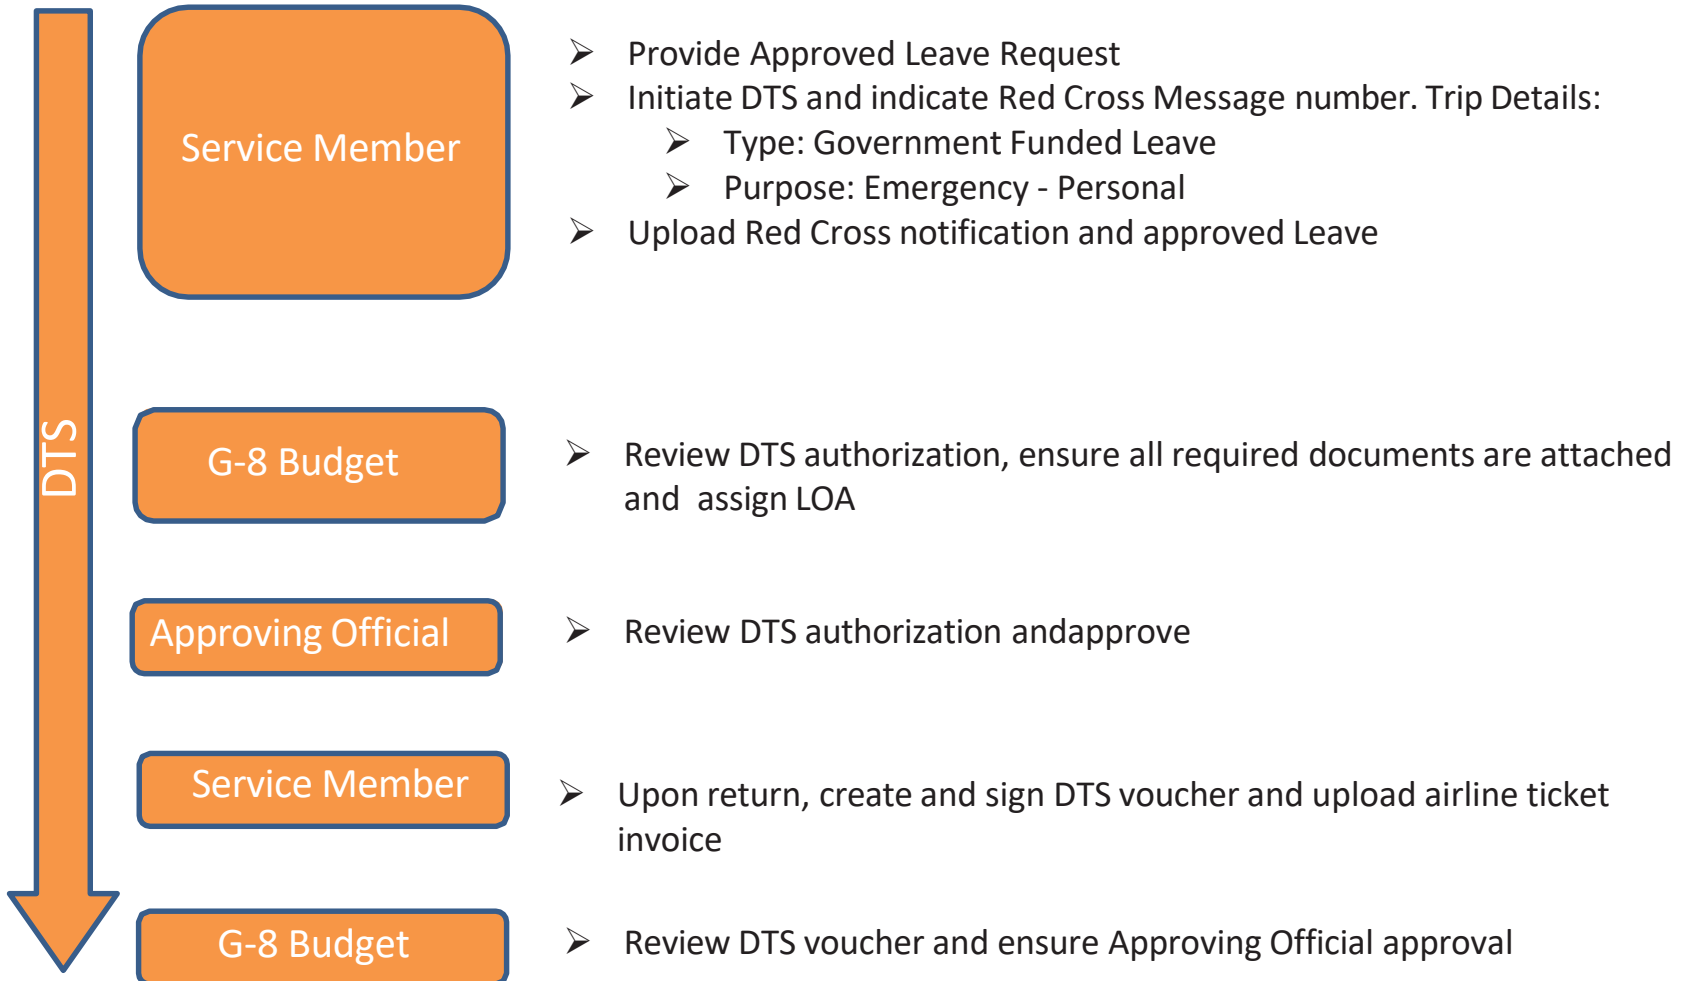 DTS
Service Member
➢ Provide Approved Leave Request
➢ Initiate DTS and indicate Red Cross Message number. Trip Details:
➢ Type: Government Funded Leave
➢ Purpose: Emergency - Personal
➢ Upload Red Cross notification and approved Leave
G-8 Budget
➢ Review DTS authorization, ensure all required documents are attached
and assign LOA
Approving Official
➢ Review DTS authorization andapprove
Service Member
➢ Upon return, create and sign DTS voucher and upload airline ticket
invoice
G-8 Budget
➢ Review DTS voucher and ensure Approving Official approval